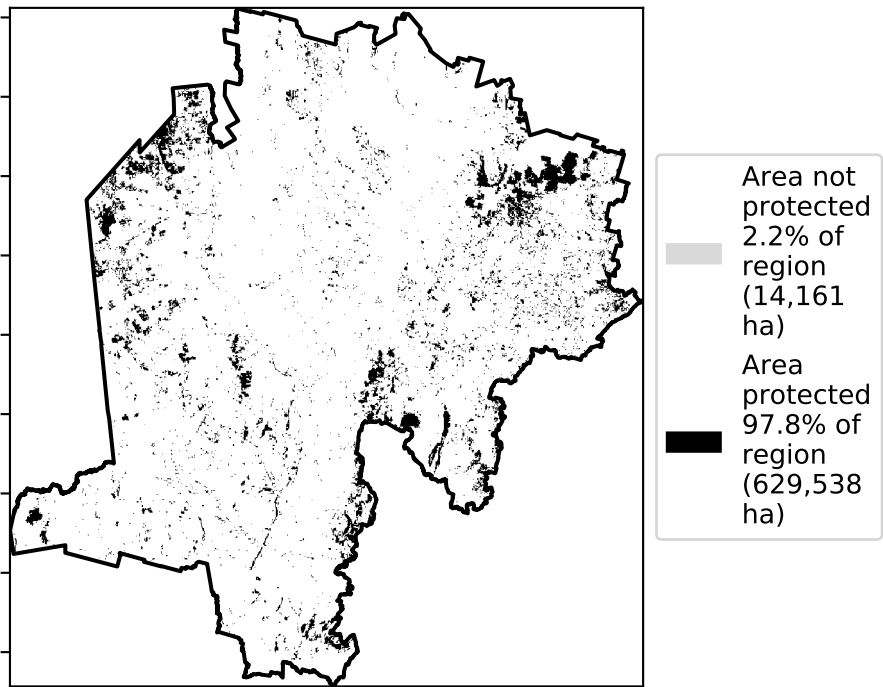 Area not
protected
2.2% of
region
(14,161
ha)
Area
protected
97.8% of
region
(629,538
ha)